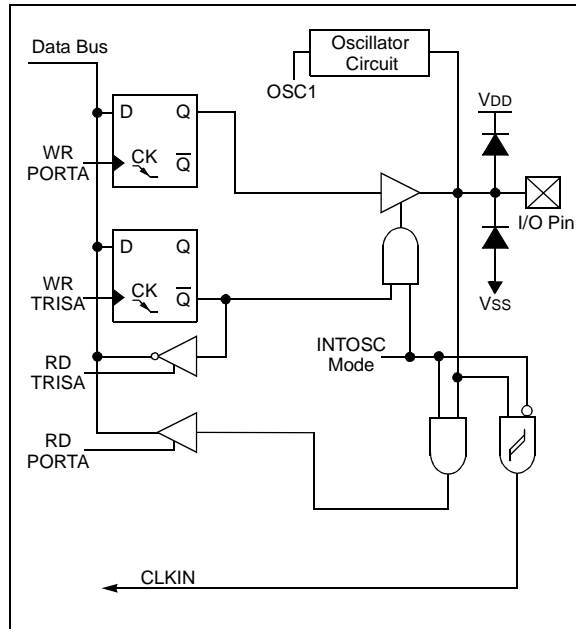 Data Bus
Oscillator
Circuit
OSC1
VDD
D Q
WR
PORTA
CK
Q
I/O Pin
D Q
WR
TRISA
CK
Q
VSS
INTOSC
Mode
RD
TRISA
RD
PORTA
CLKIN